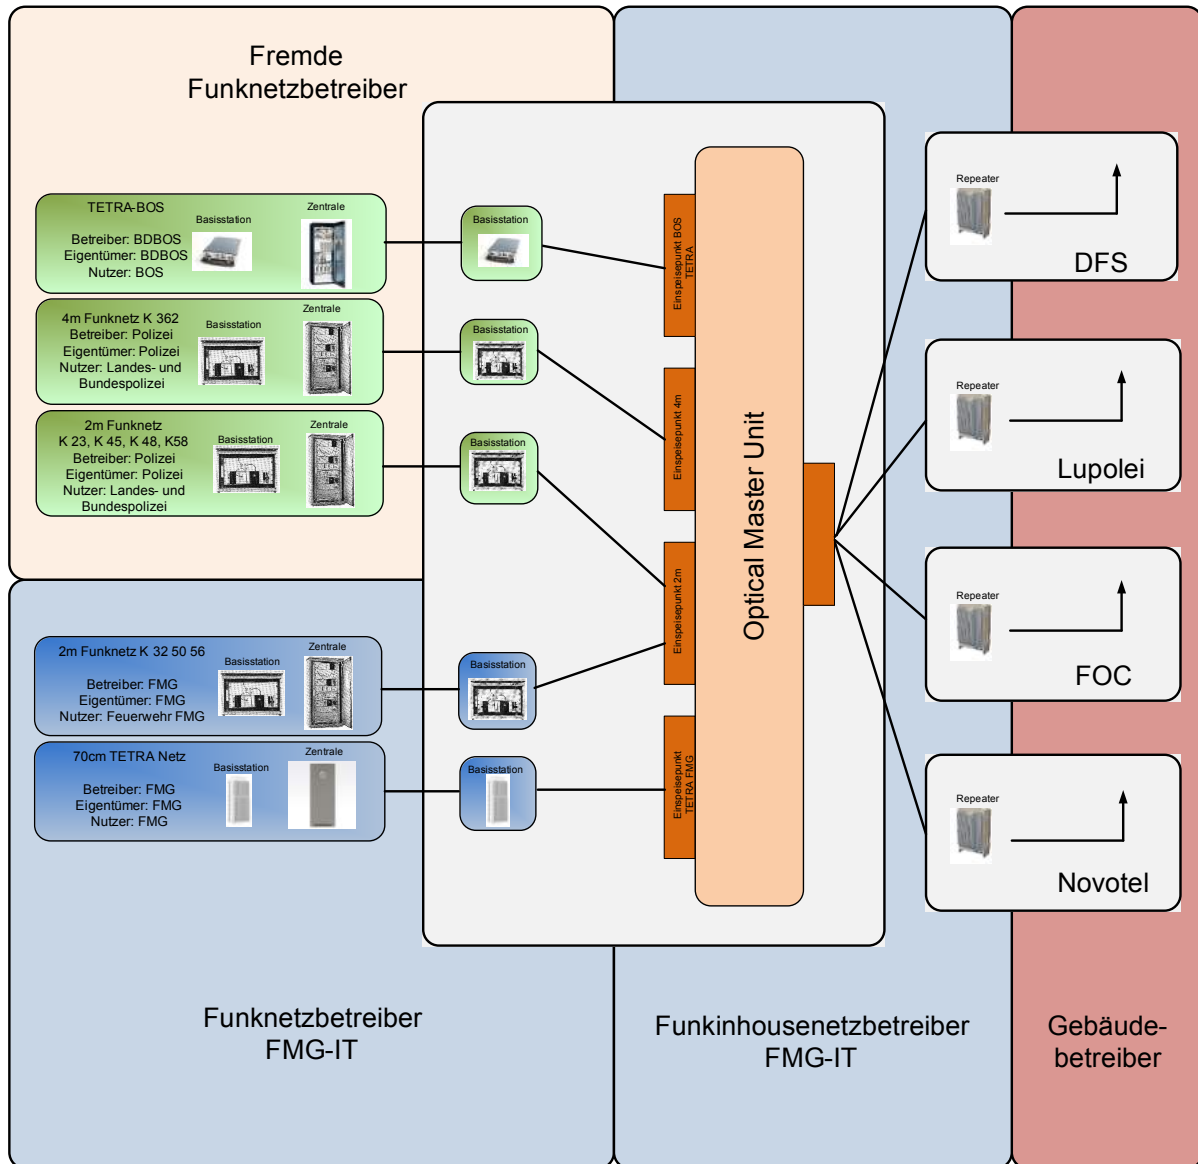 Fremde
Funknetzbetreiber
TETRA-BOS
Basisstation
Zentrale
Betreiber: BDBOS
Eigentümer: BDBOS
Nutzer: BOS
4m Funknetz K 362
Betreiber: Polizei
Eigentümer: Polizei
Nutzer: Landes- und
Bundespolizei
Basisstation
Zentrale
2m Funknetz
K 23, K 45, K 48, K58
Betreiber: Polizei
Eigentümer: Polizei
Nutzer: Landes- und
Bundespolizei
Basisstation
Zentrale
2m Funknetz K 32 50 56
Betreiber: FMG
Eigentümer: FMG
Nutzer: Feuerwehr FMG
Basisstation
Zentrale
70cm TETRA Netz
Betreiber: FMG
Eigentümer: FMG
Nutzer: FMG
Basisstation
Zentrale
Basisstation
Basisstation
Basisstation
Basisstation
Basisstation
Einspeisepunkt BOS
TETRA
Einspeisepunkt 4m
Einspeisepunkt 2m
Einspeisepunkt
TETRA FMG
Optical Master Unit
Repeater
DFS
Repeater
Lupolei
Repeater
FOC
Repeater
Novotel
Funknetzbetreiber
FMG-IT
Funkinhousenetzbetreiber
FMG-IT
Gebäude-
betreiber